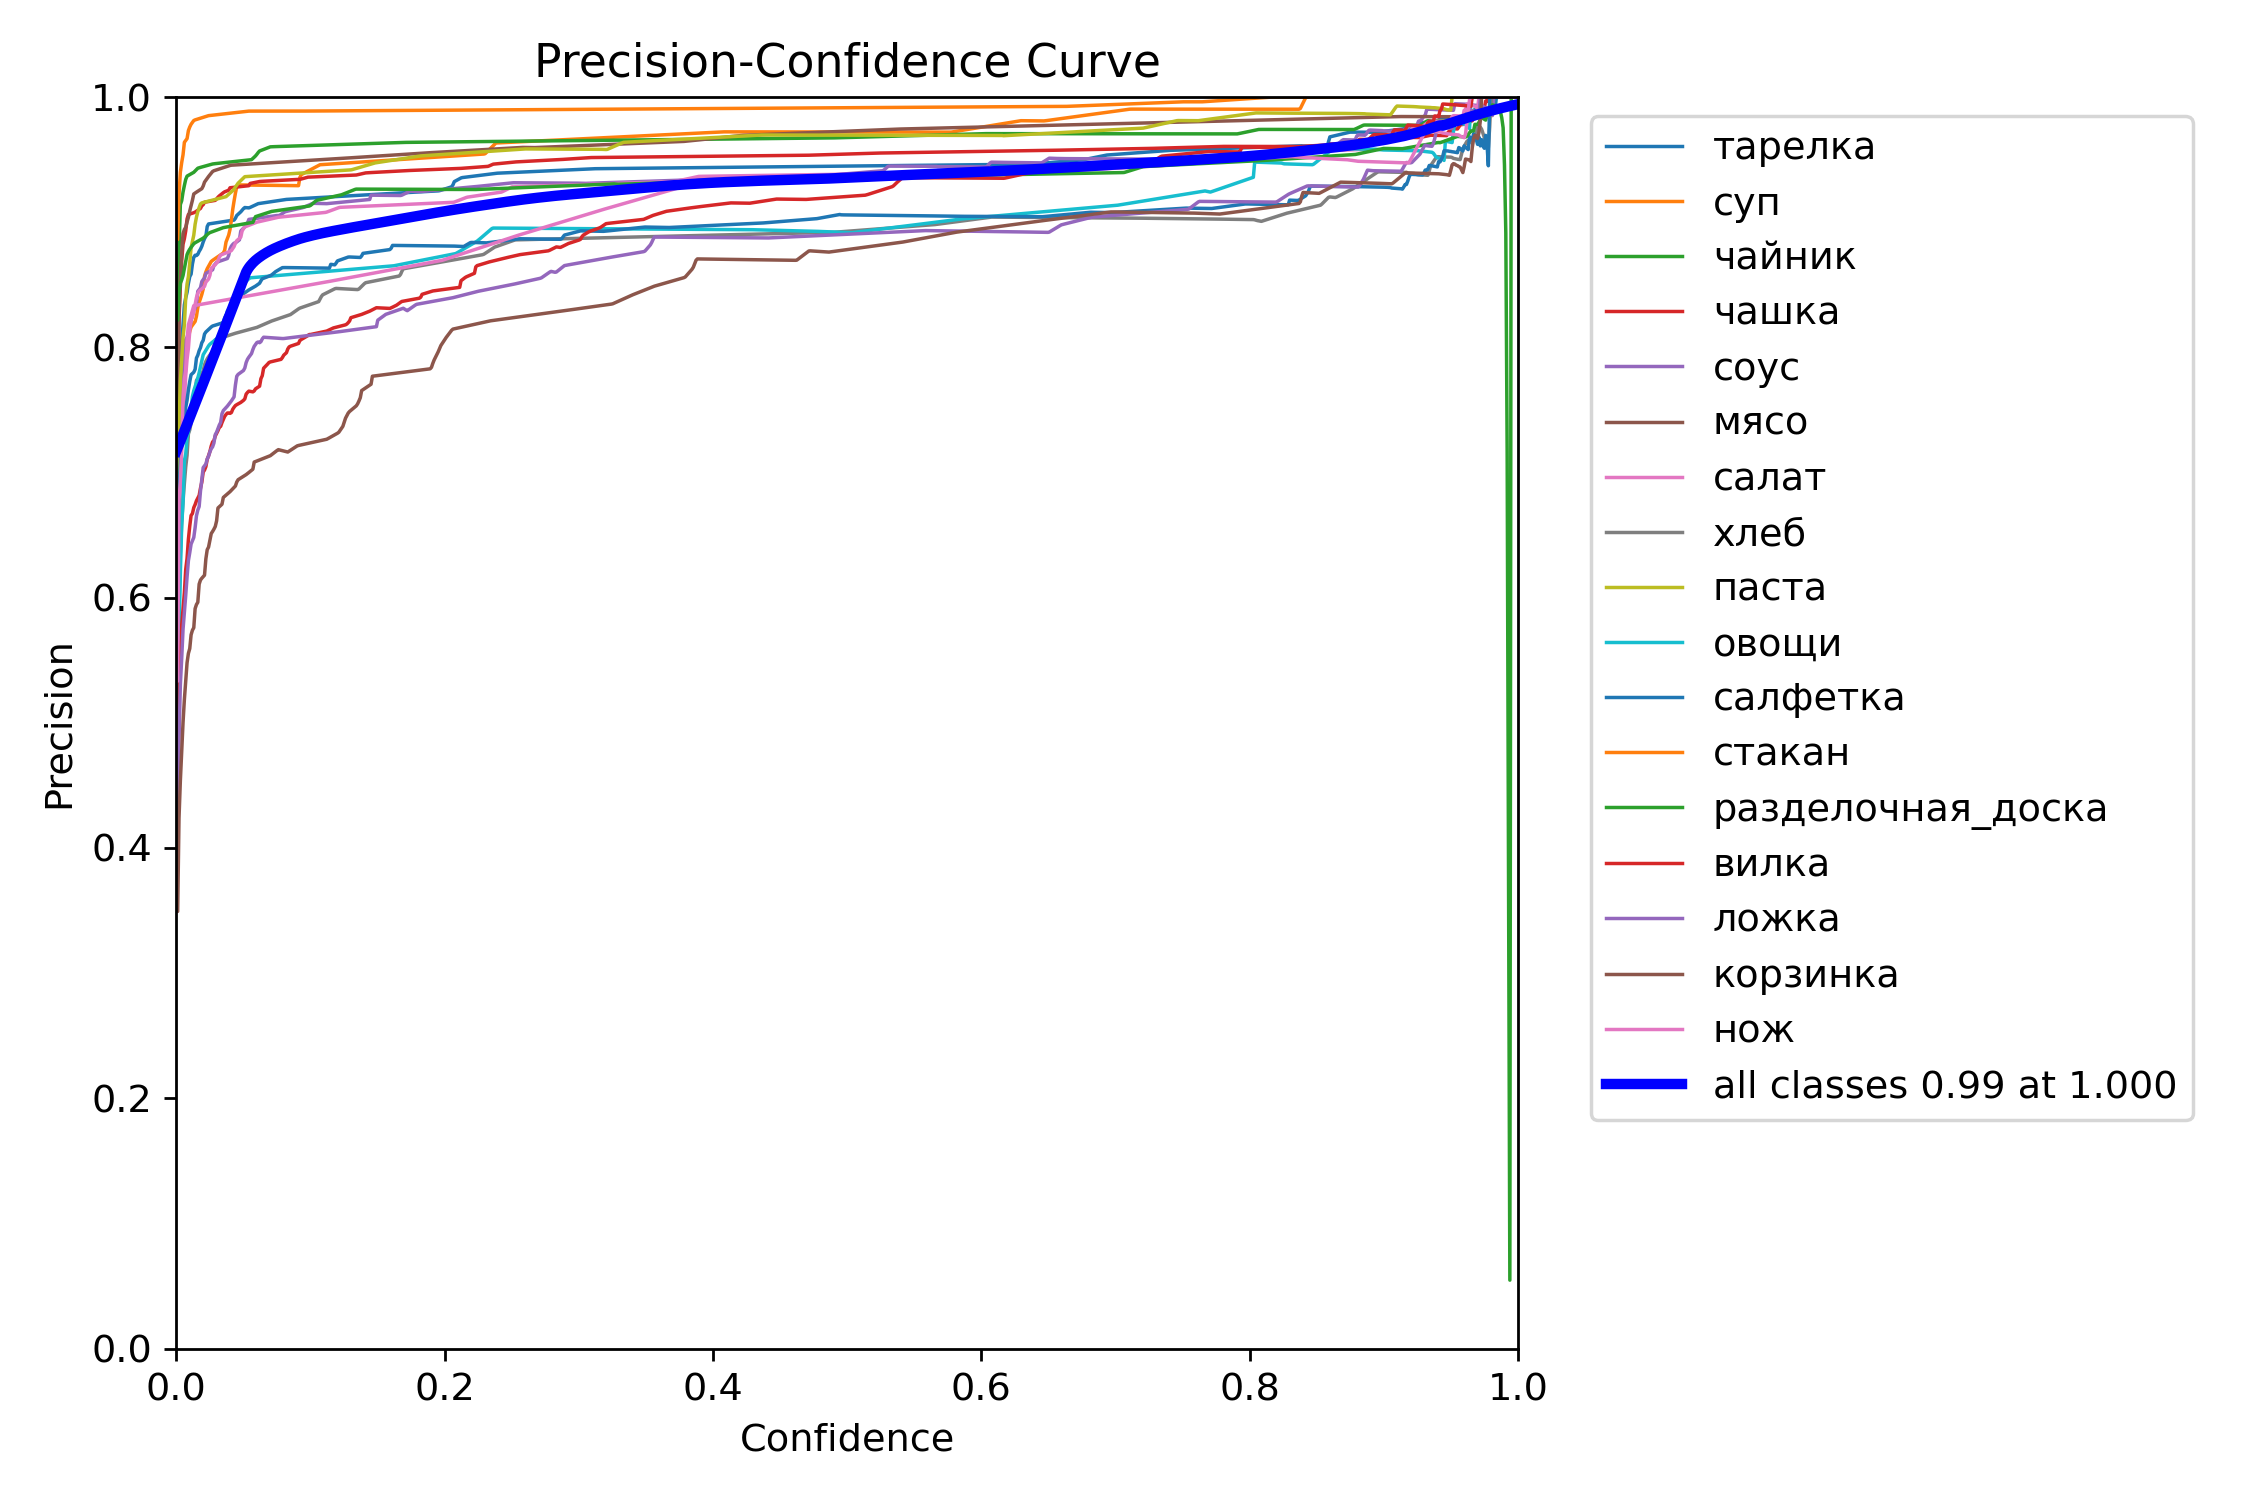 Precision-Confidence Curve
1.0
0.8
0.6
0.4
0.2
0.0
Precision
0.0 0.2 0.4 0.6 0.8 1.0
Confidence
тарелка
суп
чайник
чашка
соус
мясо
салат
хлеб
паста
овощи
салфетка
стакан
разделочная_доска
вилка
ложка
корзинка
нож
all classes 0.99 at 1.000